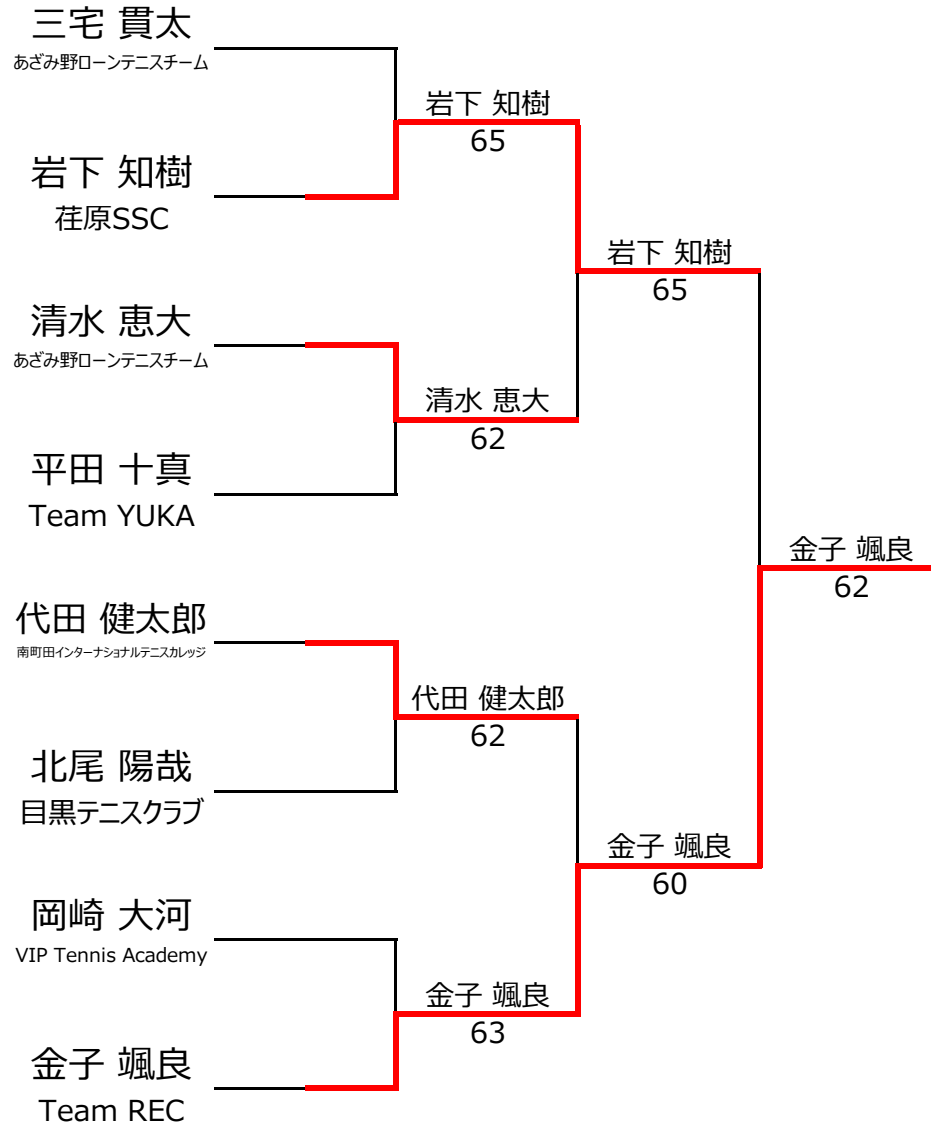 三宅 貫太
あざみ野ローンテニスチーム
岩下 知樹
65
岩下 知樹
荏原SSC
岩下 知樹
65
清水 恵大
あざみ野ローンテニスチーム
清水 恵大
62
平田 十真
Team YUKA
金子 颯良
62
代田 健太郎
南町田インターナショナルテニスカレッジ
代田 健太郎
62
北尾 陽哉
目黒テニスクラブ
金子 颯良
60
岡崎 大河
VIP Tennis Academy
金子 颯良
63
金子 颯良
Team REC